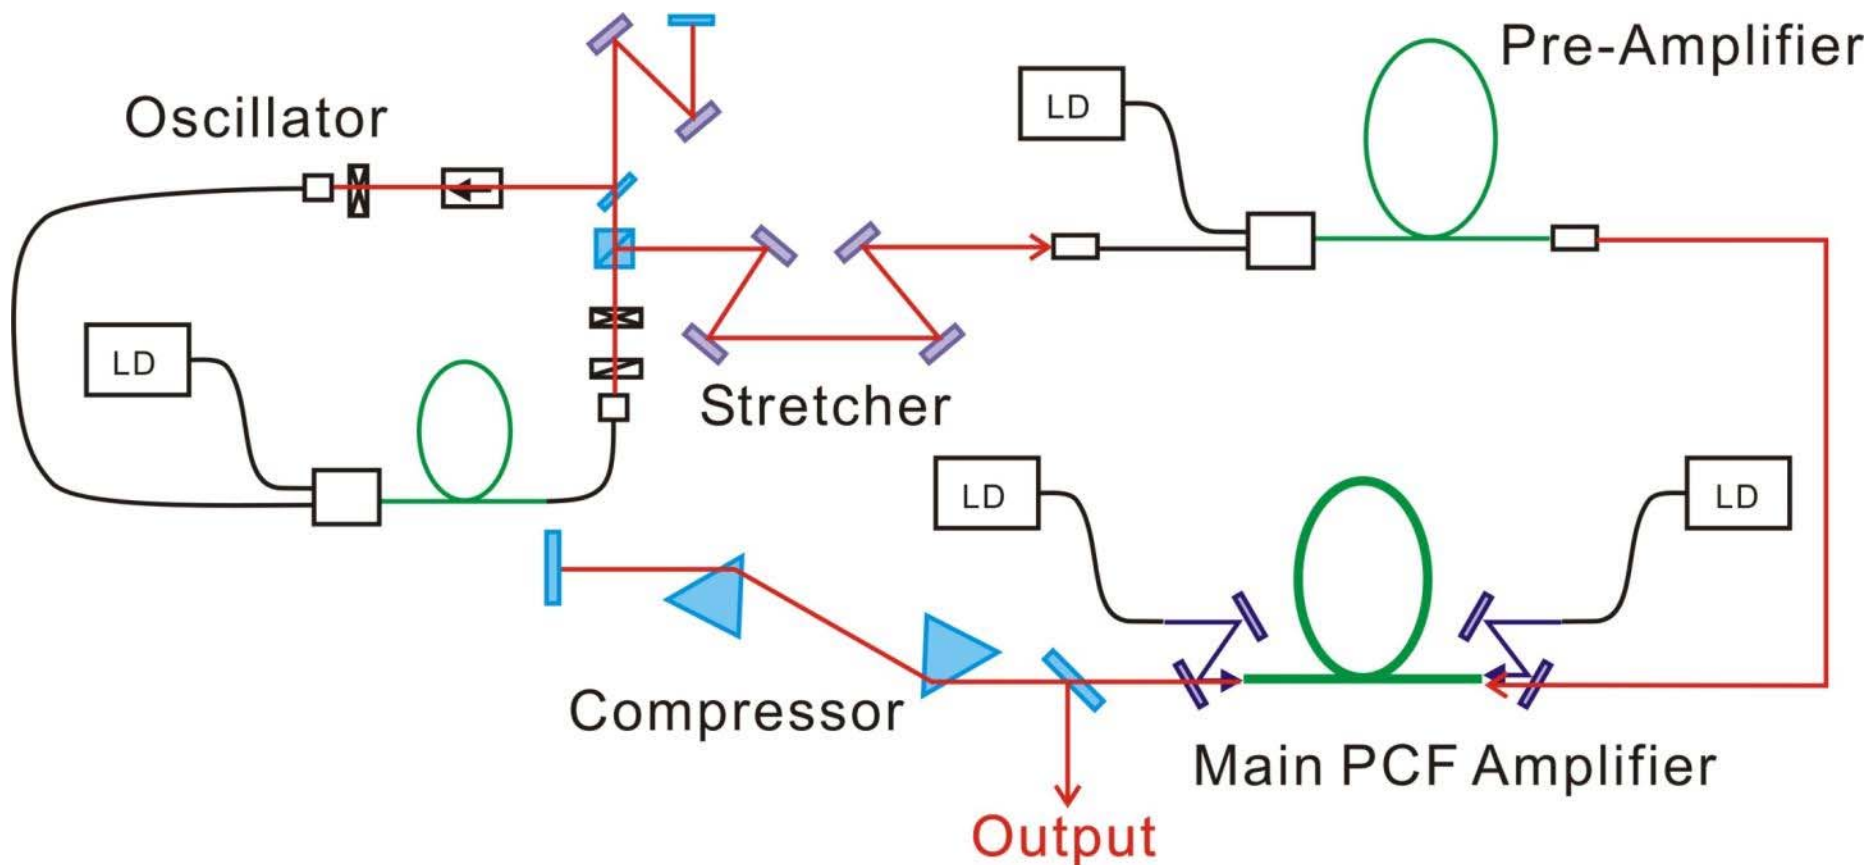 Pre-Amplifier
LD
Oscillator
LD
Stretcher
LD
LD
Compressor
Main PCF Amplifier
Output